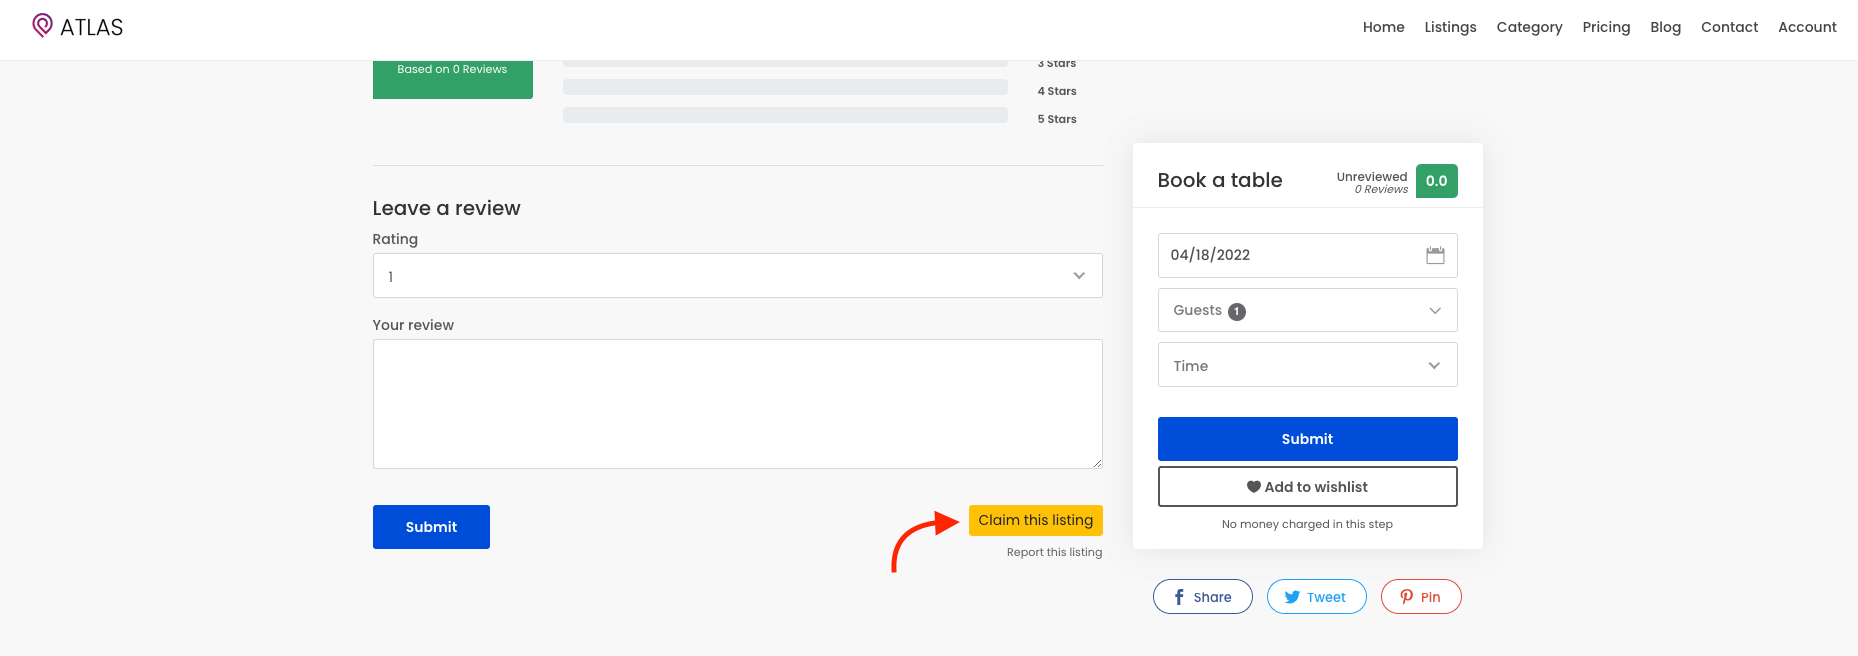 ATLAS
Home Listings Category Pricing Blog Contact Account
Based on 0 Reviews
3 Stars
4 Stars
5 Stars
Leave a review
Rating
1
Your review
Submit
Claim this listing
Report this listing
Book a table
Unreviewed
0 Reviews
0.0
04/18/2022
Guests 1
Time
Submit
Add to wishlist
No money charged in this step
Share Tweet Pin